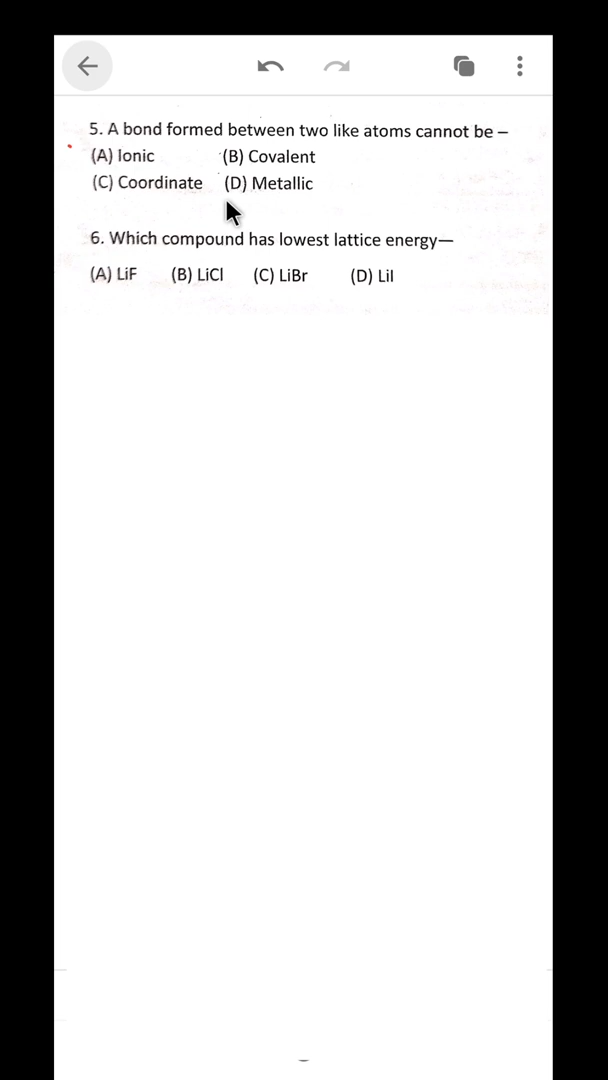 5. A bond formed between two like atoms cannot be –
(A) Ionic (B) Covalent
(C) Coordinate (D) Metallic
6. Which compound has lowest lattice energy—
(A) LiF (B) LiCl (C) LiBr (D) LiI